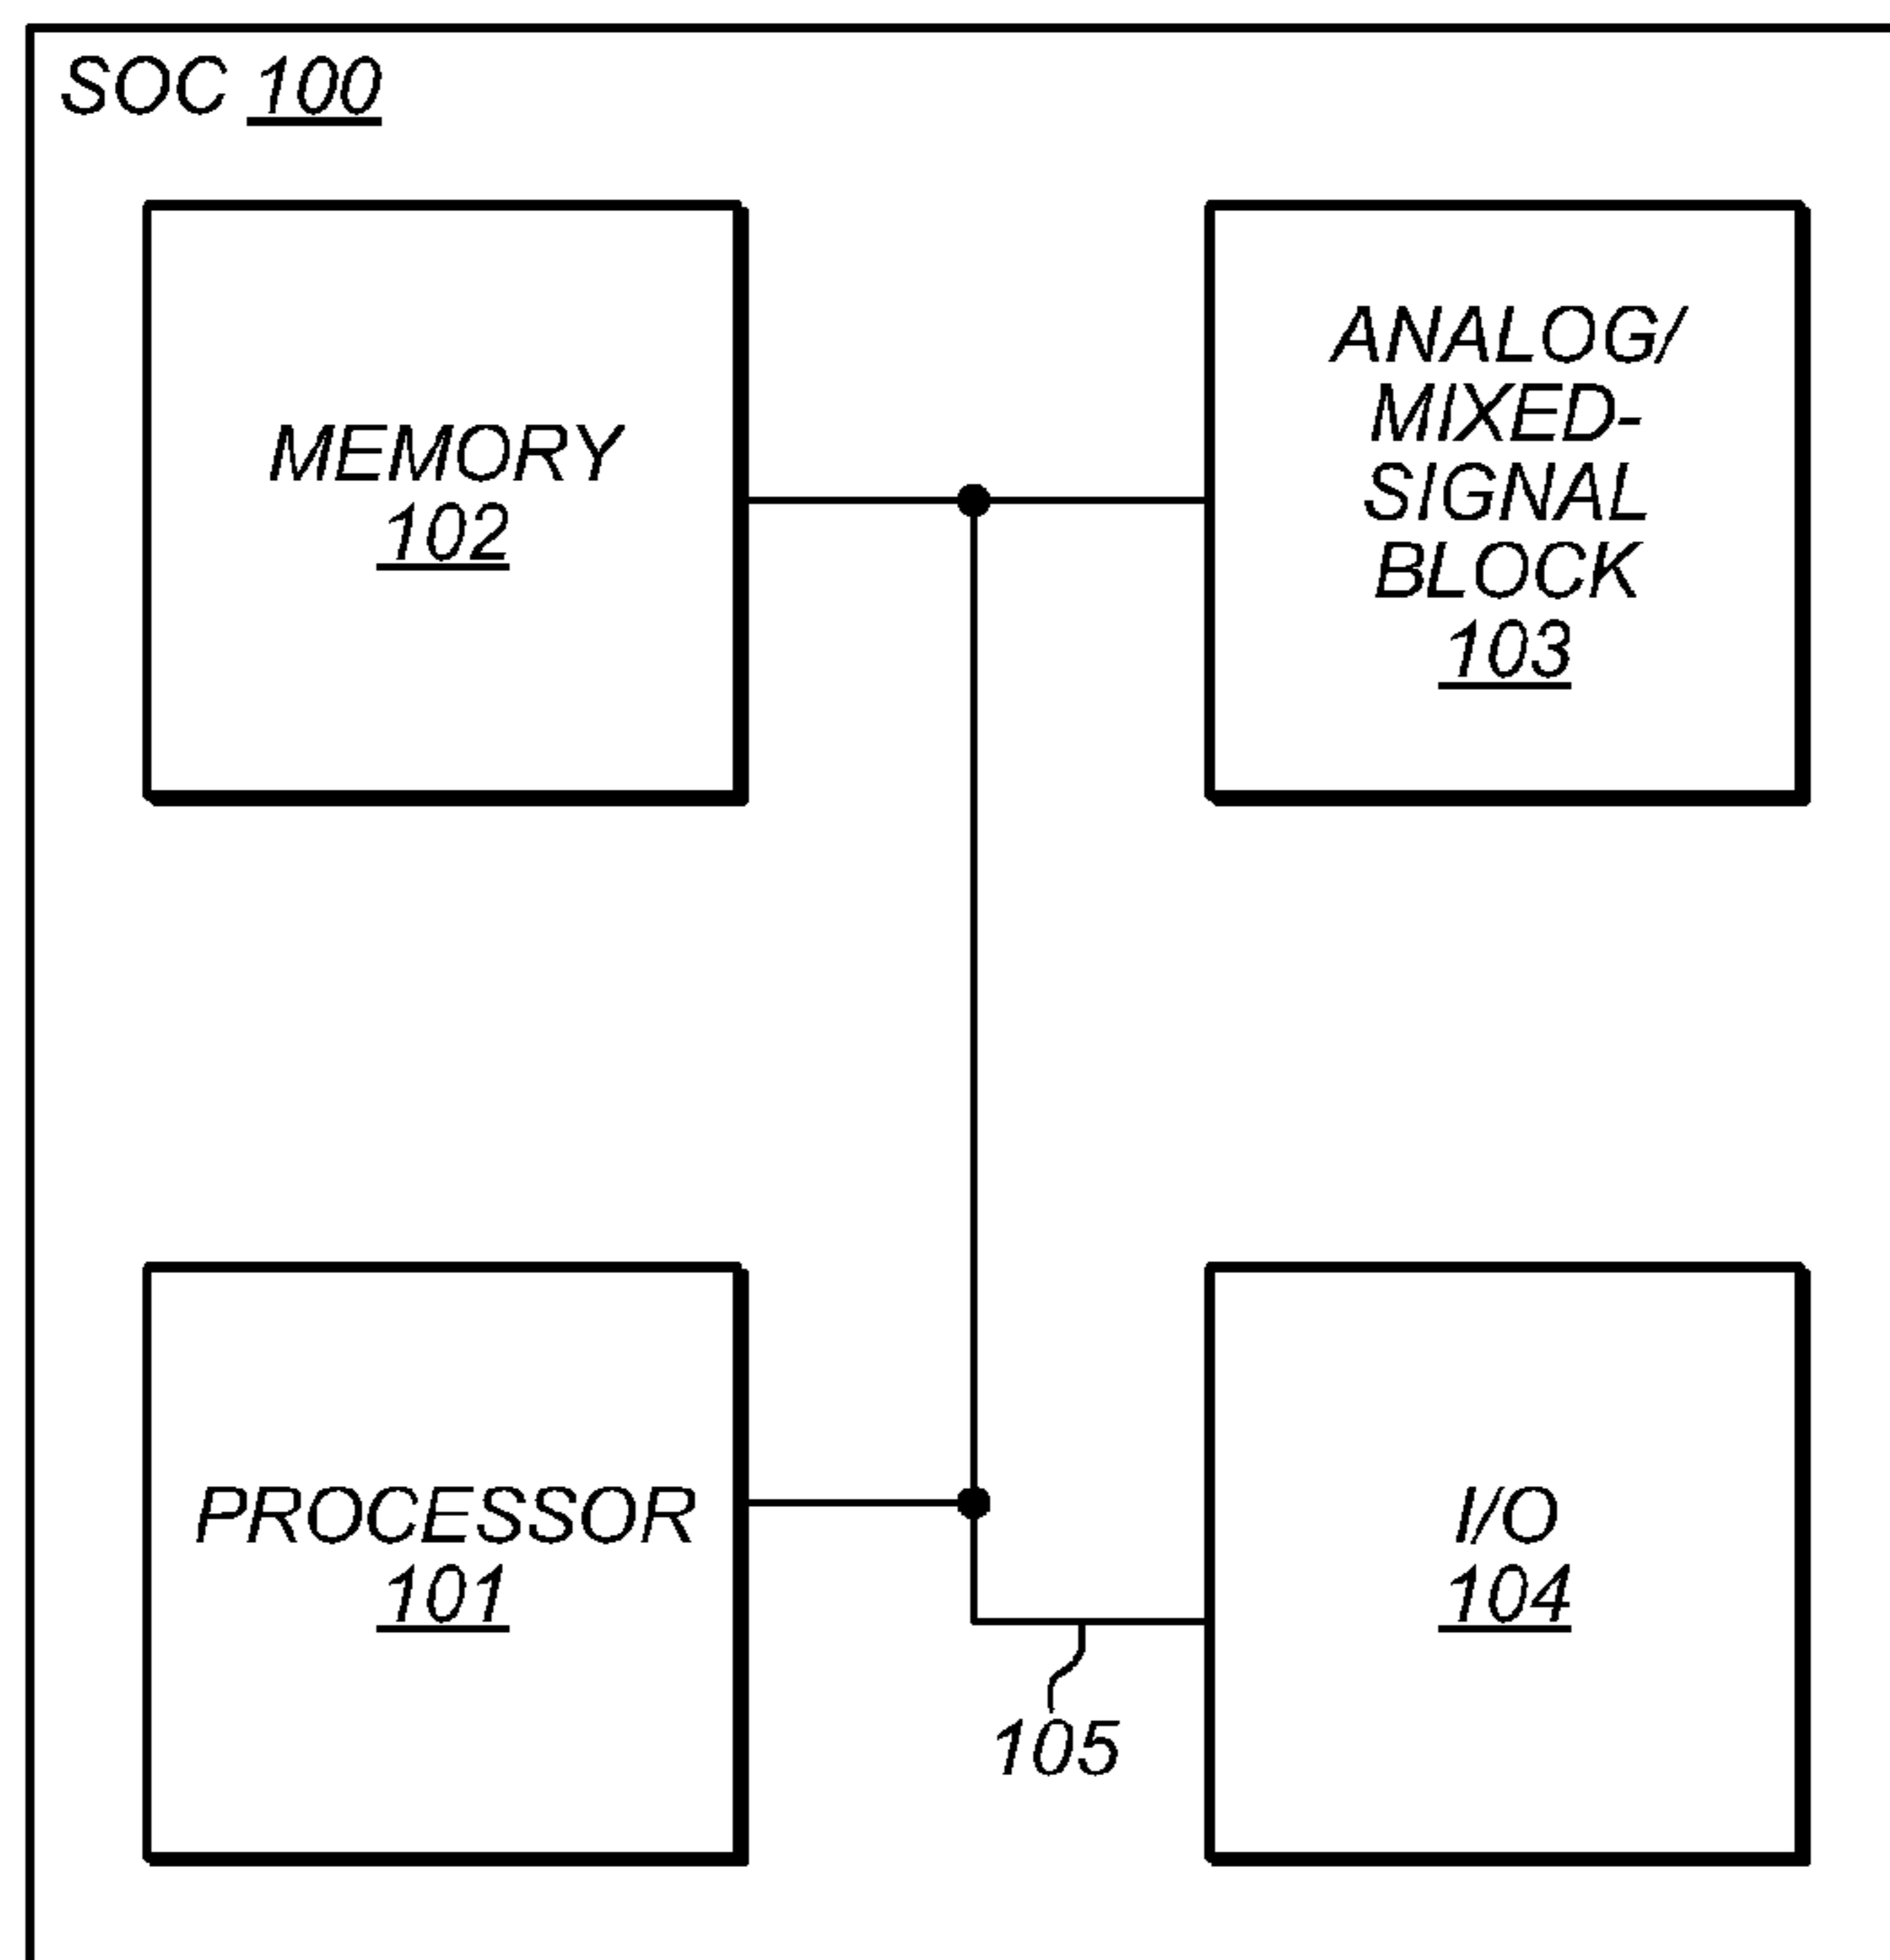 SOC 100
MEMORY
102
ANALOG/
MIXED-
SIGNAL
BLOCK
103
PROCESSOR
101
I/O
104
105